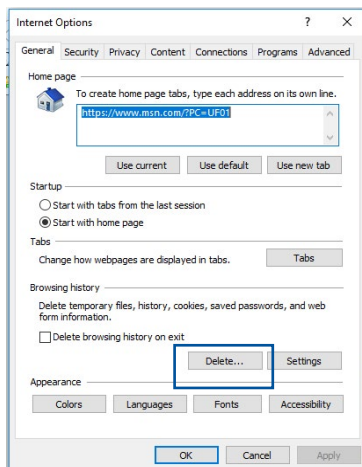 Internet Options
? X
General Security Privacy Content Connections Programs Advanced
Home page
To create home page tabs, type each address on its own line.
https://www.msn.com/?PC=UF01
Use current Use default Use new tab
Startup
Start with tabs from the last session
Start with home page
Tabs
Change how webpages are displayed in tabs. Tabs
Browsing history
Delete temporary files, history, cookies, saved passwords, and web
form information.
Delete browsing history on exit
Delete... Settings
Appearance
Colors Languages Fonts Accessibility
OK Cancel Apply